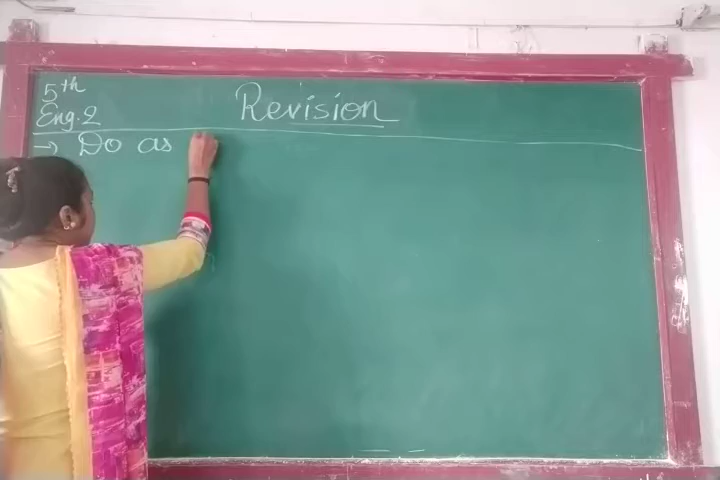 5th
Eng.2
Revision
→ Do as